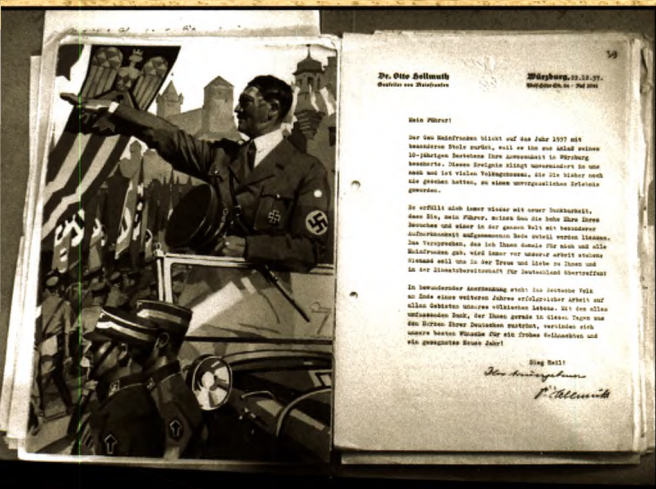 39
Dr. Otto Hellmuth
Gauleiter von Mainfranken
Würzburg, 22.12.37.
Mein Führer!
Der Gau Mainfranken blickt auf das Jahr 1937 mit
besonderem Stolz zurück, weil es ihm aus Anlaß seines
10-jährigen Bestehens Ihre Anwesenheit in Würzburg
bescherte. Dieses Ereignis klingt unvermindert in uns
nach und ist vielen Volksgenossen, die Sie bisher noch
nie gesehen hatten, zu einem unvergesslichen Erlebnis
geworden.
Es erfüllt mich immer wieder mit neuer Dankbarkeit,
dass Sie, mein Führer, meinem Gau die hohe Ehre Ihres
Besuches und einer in der ganzen Welt mit besonderer
Aufmerksamkeit aufgenommenen Rede zuteil werden liessen.
Das Versprechen, das ich Ihnen damals für mich und alle
Mainfranken gab, wird immer vor unserer Arbeit stehen:
Niemand soll uns in der Treue und Liebe zu Ihnen und
in der Einsatzbereitschaft für Deutschland übertreffen!
In bewundernder Anerkennung steht das deutsche Volk
am Ende eines weiteren Jahres erfolgreicher Arbeit auf
allen Gebieten unseres völkischen Lebens. Mit dem alles
umfassenden Dank, der Ihnen gerade in diesen Tagen aus
den Herzen Ihrer Deutschen zuströmt, verbinden sich
unsere besten Wünsche für ein frohes Weihnachten und
ein gesegnetes Neues Jahr!
Sieg Heil!
Dr. Hellmuth